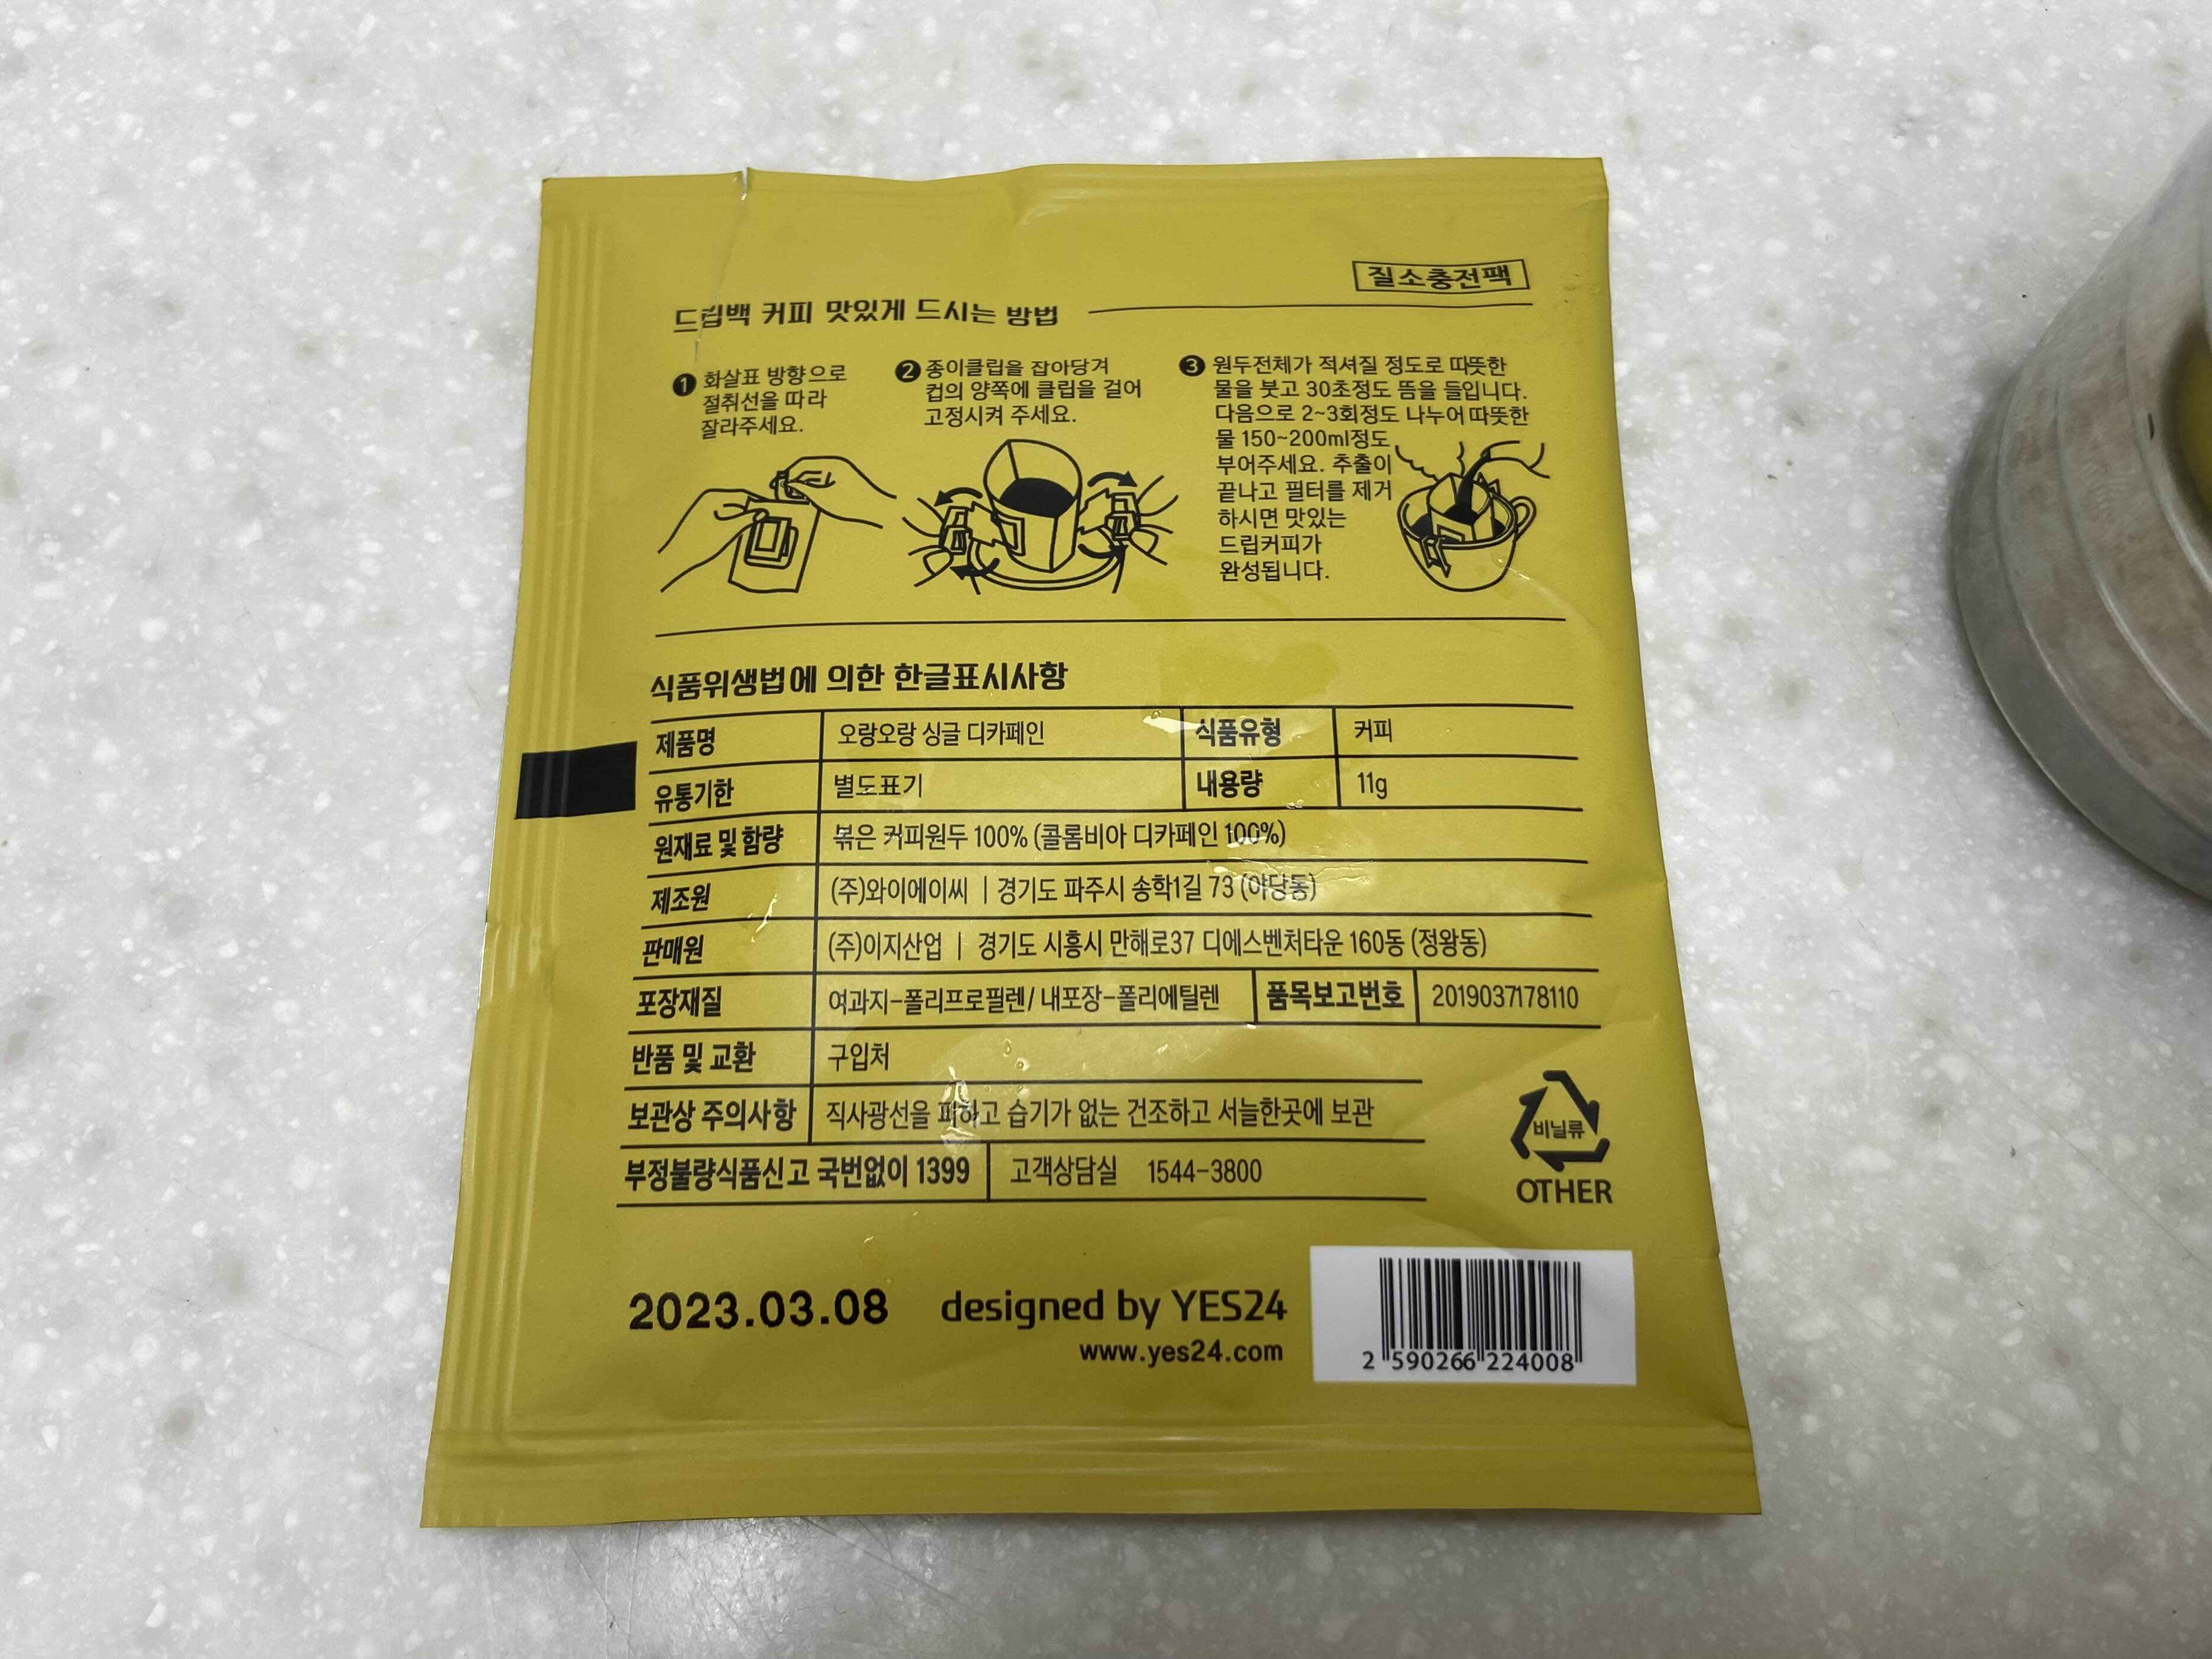 질소충전팩
드립백 커피 맛있게 드시는 방법
1 화살표 방향으로
절취선을 따라
잘라주세요.
2 종이클립을 잡아당겨
컵의 양쪽에 클립을 걸어
고정시켜 주세요.
3 원두전체가 적셔질 정도로 따뜻한
물을 붓고 30초정도 뜸을 들입니다.
다음으로 2~3회정도 나누어 따뜻한
물 150~200ml정도
부어주세요. 추출이
끝나고 필터를 제거
하시면 맛있는
드립커피가
완성됩니다.
식품위생법에 의한 한글표시사항
제품명 오랑오랑 싱글 디카페인 식품유형 커피
유통기한 별도표기 내용량 11g
원재료 및 함량 볶은 커피원두 100% (콜롬비아 디카페인 100%)
제조원 (주)와이에이씨 | 경기도 파주시 송학1길 73 (야당동)
판매원 (주)이지산업 | 경기도 시흥시 만해로37 디에스벤처타운 160동 (정왕동)
포장재질 여과지-폴리프로필렌/ 내포장-폴리에틸렌 품목보고번호 2019037178110
반품 및 교환 구입처
보관상 주의사항 직사광선을 피하고 습기가 없는 건조하고 서늘한곳에 보관
부정불량식품신고 국번없이 1399 고객상담실 1544-3800
비닐류
OTHER
2023.03.08 designed by YES24
www.yes24.com
2 590266 224008